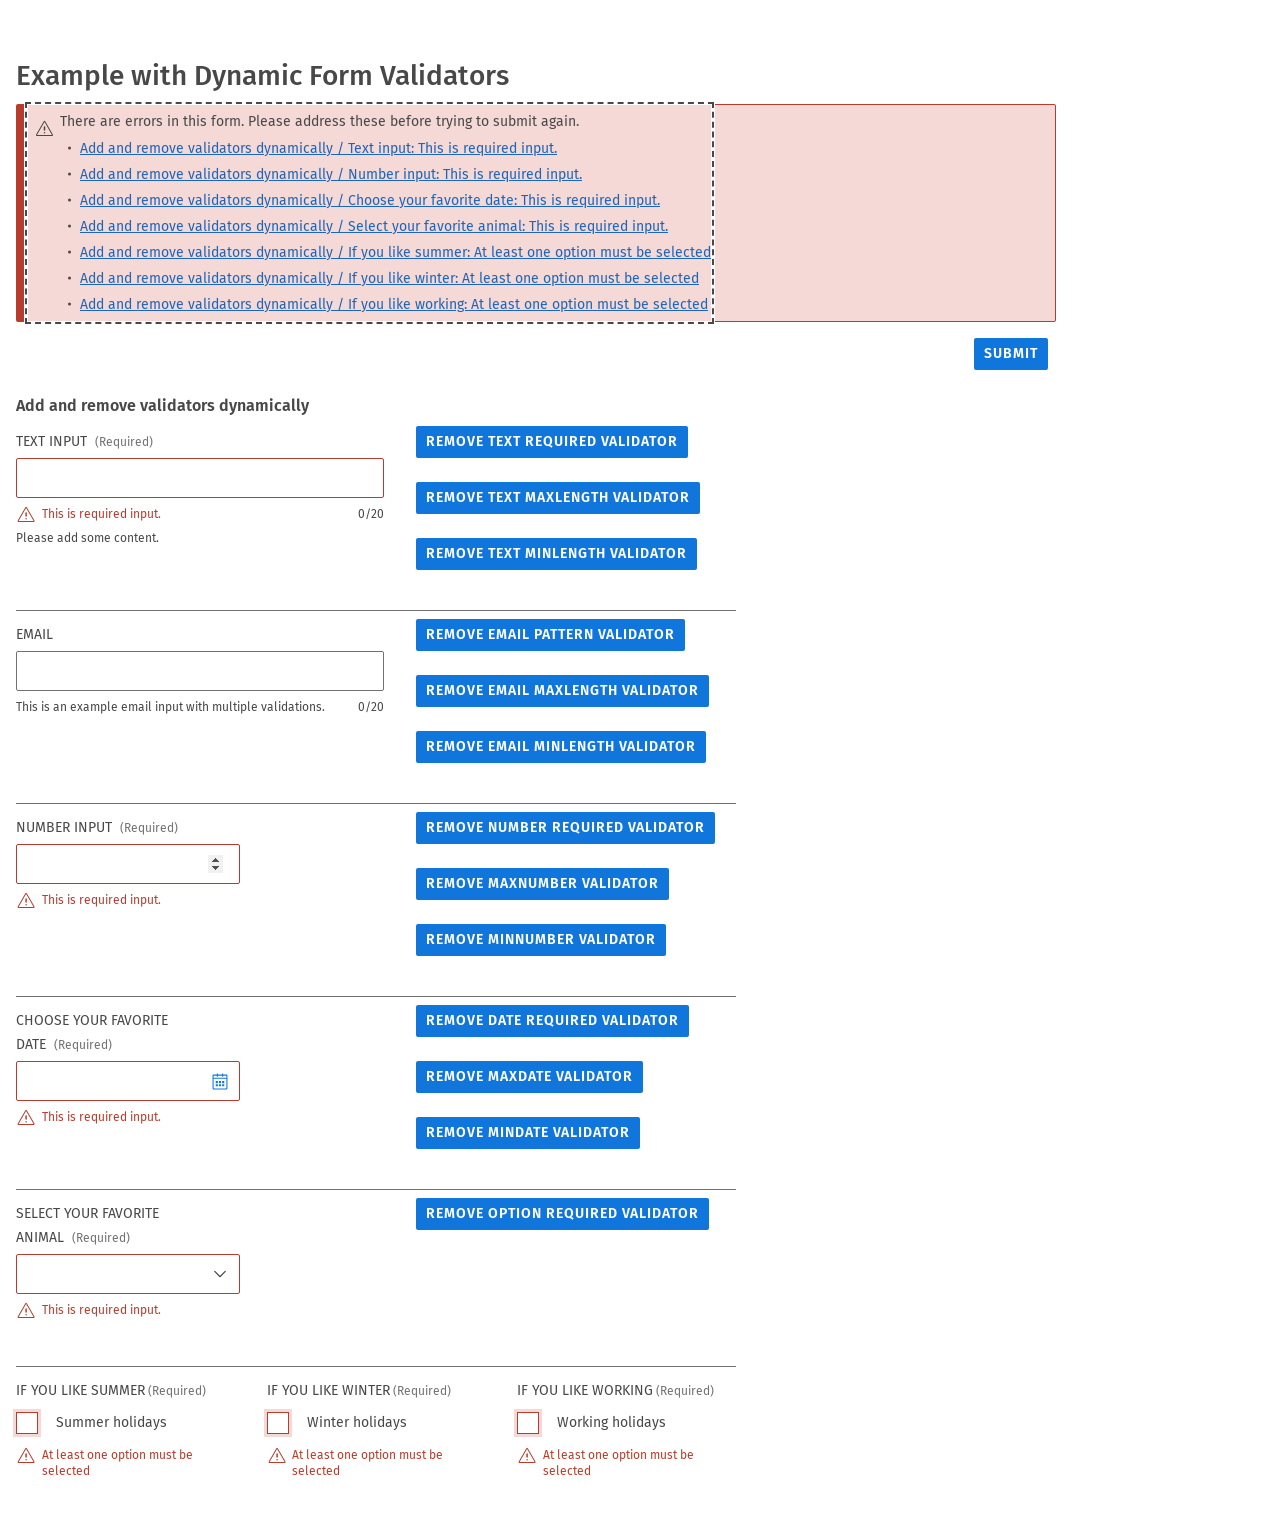 Example with Dynamic Form Validators
There are errors in this form. Please address these before trying to submit again.
• Add and remove validators dynamically / Text input: This is required input.
• Add and remove validators dynamically / Number input: This is required input.
• Add and remove validators dynamically / Choose your favorite date: This is required input.
• Add and remove validators dynamically / Select your favorite animal: This is required input.
• Add and remove validators dynamically / If you like summer: At least one option must be selected
• Add and remove validators dynamically / If you like winter: At least one option must be selected
• Add and remove validators dynamically / If you like working: At least one option must be selected
SUBMIT
Add and remove validators dynamically
TEXT INPUT (Required)
REMOVE TEXT REQUIRED VALIDATOR
REMOVE TEXT MAXLENGTH VALIDATOR
This is required input. 0/20
Please add some content.
REMOVE TEXT MINLENGTH VALIDATOR
EMAIL
REMOVE EMAIL PATTERN VALIDATOR
REMOVE EMAIL MAXLENGTH VALIDATOR
This is an example email input with multiple validations. 0/20
REMOVE EMAIL MINLENGTH VALIDATOR
NUMBER INPUT (Required)
REMOVE NUMBER REQUIRED VALIDATOR
REMOVE MAXNUMBER VALIDATOR
This is required input.
REMOVE MINNUMBER VALIDATOR
CHOOSE YOUR FAVORITE
DATE (Required)
REMOVE DATE REQUIRED VALIDATOR
REMOVE MAXDATE VALIDATOR
This is required input.
REMOVE MINDATE VALIDATOR
SELECT YOUR FAVORITE
ANIMAL (Required)
REMOVE OPTION REQUIRED VALIDATOR
This is required input.
IF YOU LIKE SUMMER (Required)
Summer holidays
At least one option must be
selected
IF YOU LIKE WINTER (Required)
Winter holidays
At least one option must be
selected
IF YOU LIKE WORKING (Required)
Working holidays
At least one option must be
selected